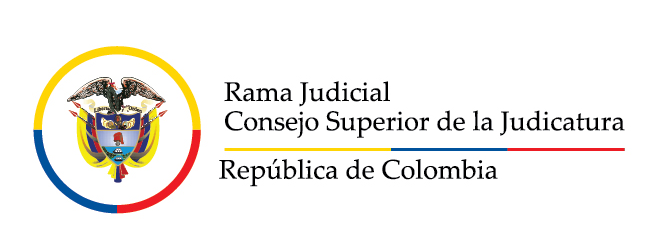 Rama Judicial
Consejo Superior de la Judicatura
República de Colombia